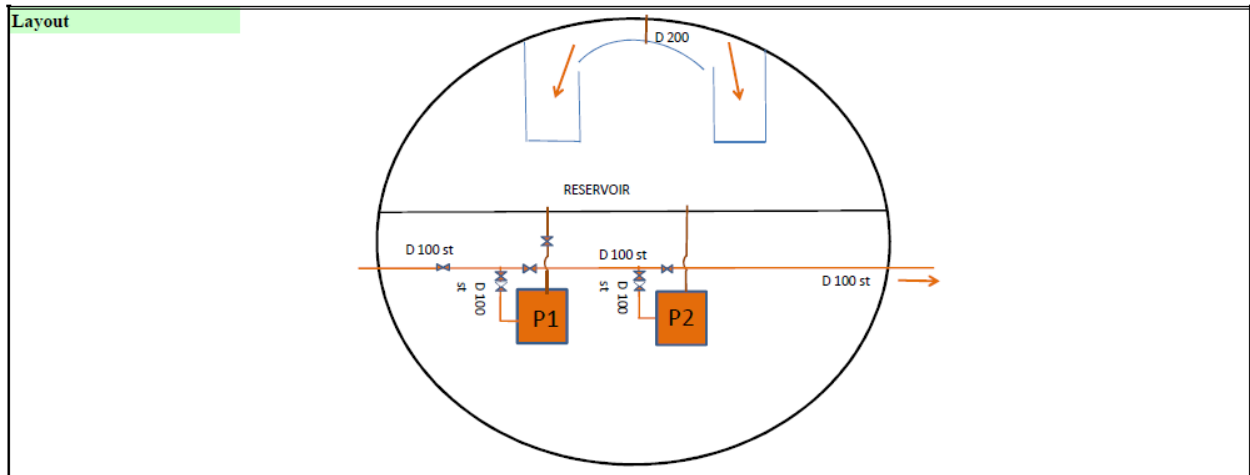 Layout
D 200
RESERVOIR
D 100 st
D 100 st
D 100 st
D 100
st
D 100
st
P1
P2